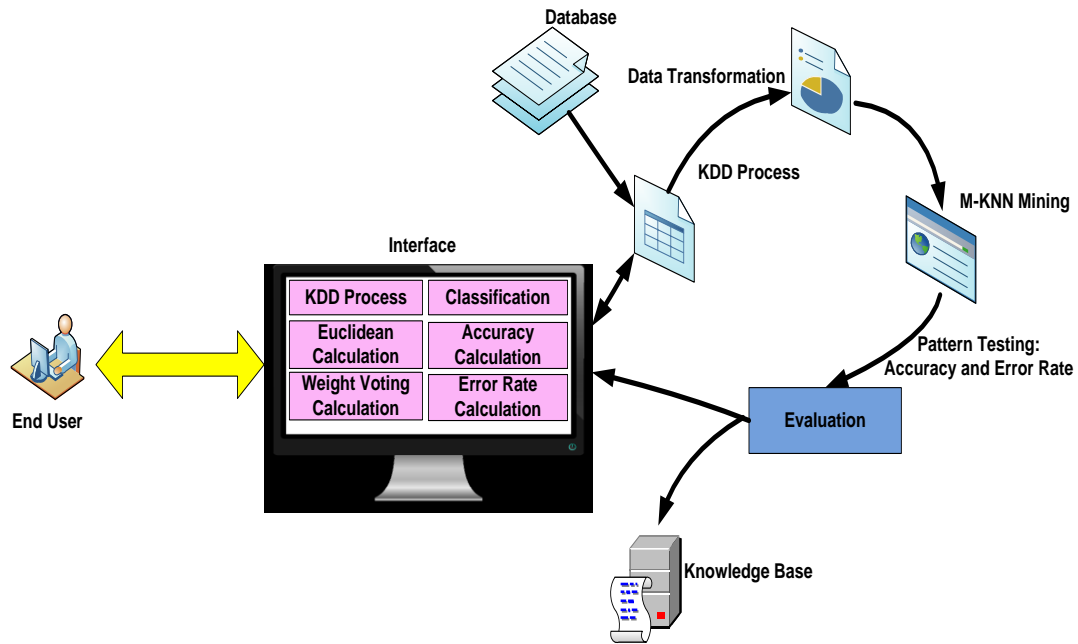 Database
Data Transformation
KDD Process
M-KNN Mining
Interface
KDD Process
Classification
Euclidean
Calculation
Accuracy
Calculation
Weight Voting
Calculation
Error Rate
Calculation
End User
Pattern Testing:
Accuracy and Error Rate
Evaluation
Knowledge Base